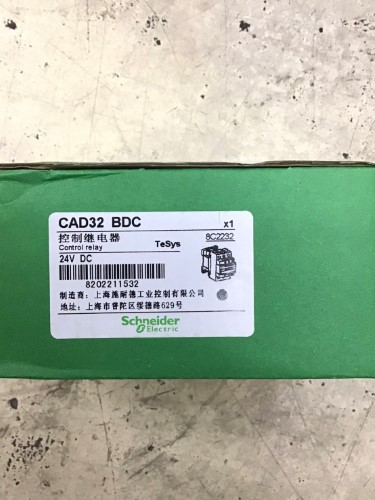 CAD32 BDC x1
控制继电器 8C2232
Control relay TeSys
24V DC
8202211532
制造商：上海施耐德工业控制有限公司
地址：上海市普陀区绥德路629号
Schneider
Electric